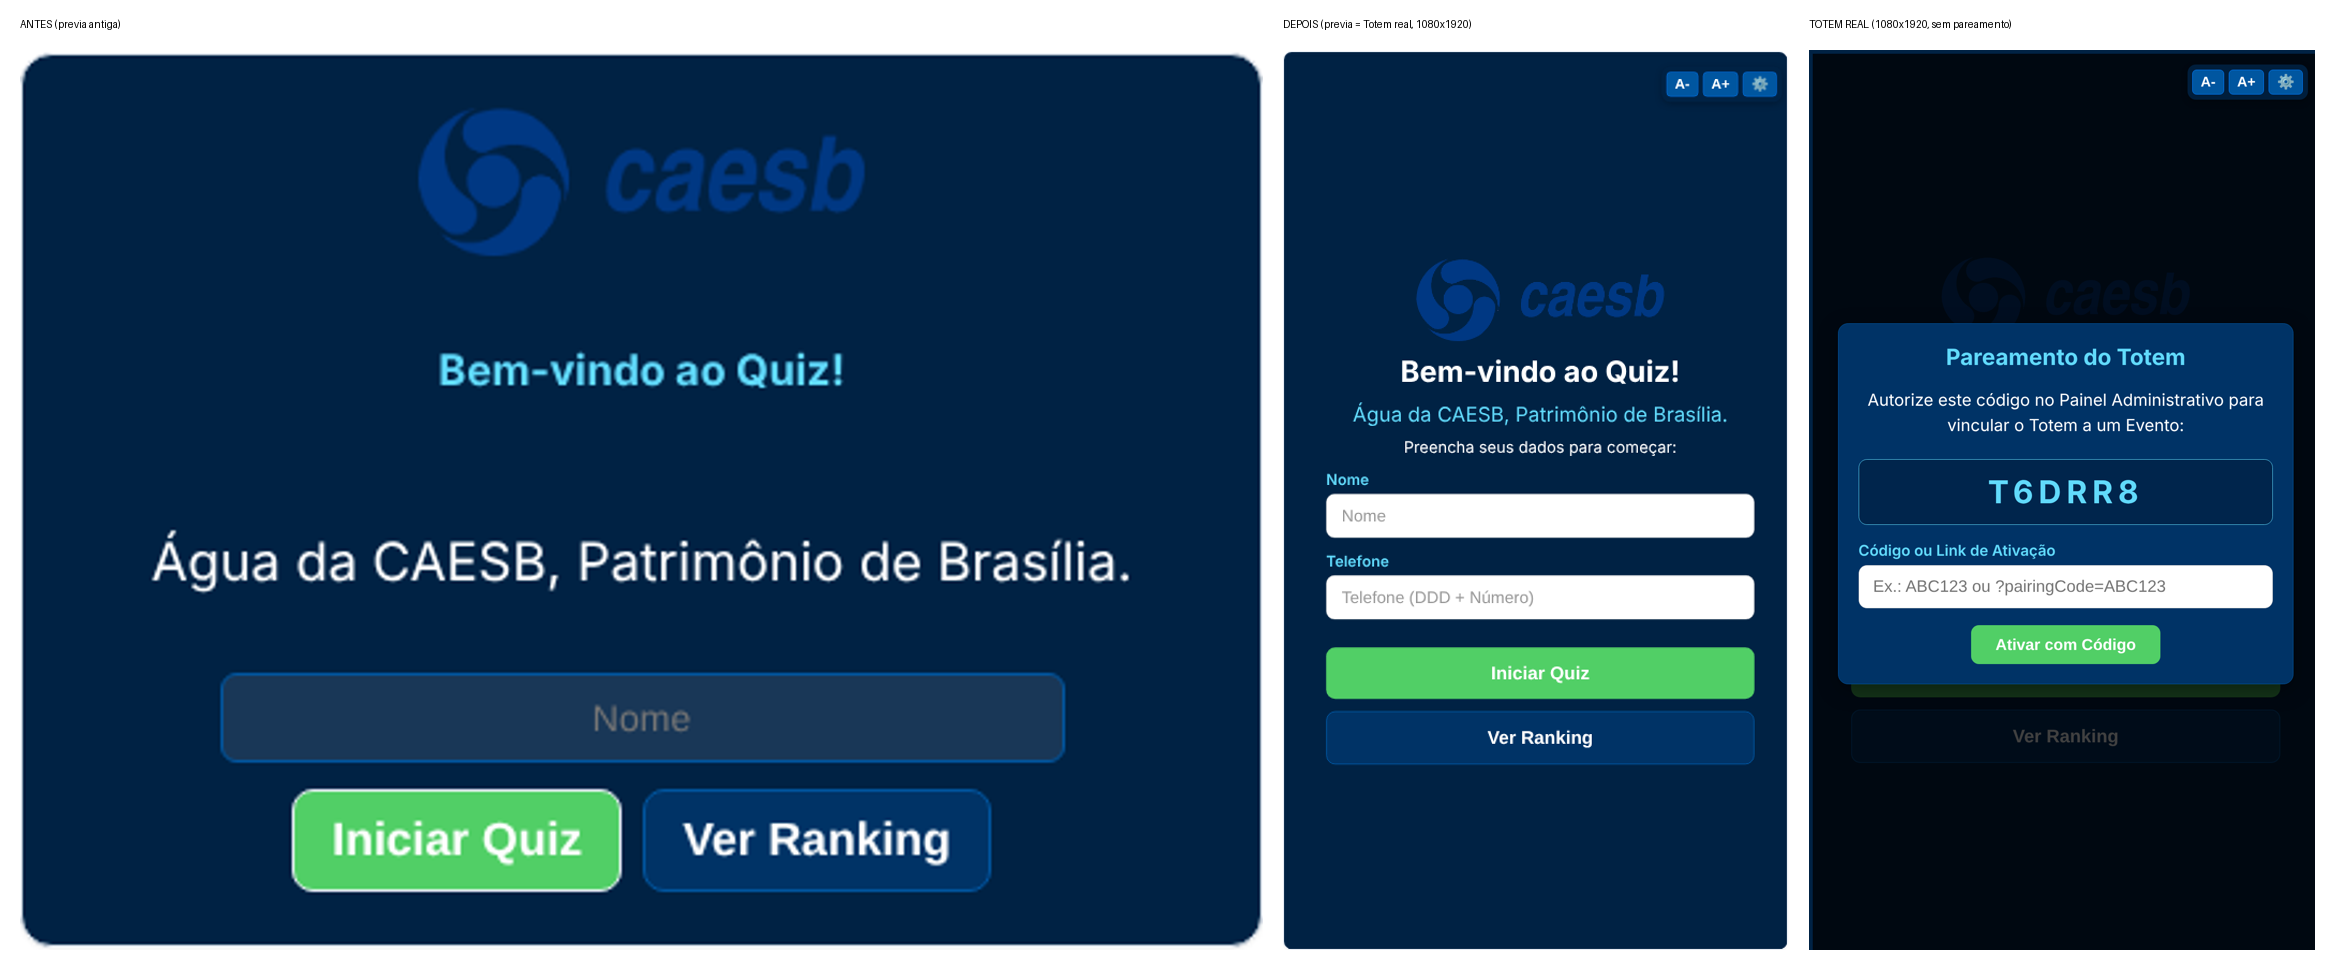 ANTES (previa antiga)
caesb
Bem-vindo ao Quiz!
Água da CAESB, Patrimônio de Brasília.
Nome
Iniciar Quiz
Ver Ranking
DEPOIS (previa = Totem real, 1080x1920)
A-
A+
caesb
Bem-vindo ao Quiz!
Água da CAESB, Patrimônio de Brasília.
Preencha seus dados para começar:
Nome
Nome
Telefone
Telefone (DDD + Número)
Iniciar Quiz
Ver Ranking
TOTEM REAL (1080x1920, sem pareamento)
A-
A+
caesb
Pareamento do Totem
Autorize este código no Painel Administrativo para
vincular o Totem a um Evento:
T6DRR8
Código ou Link de Ativação
Ex.: ABC123 ou ?pairingCode=ABC123
Ativar com Código
Ver Ranking